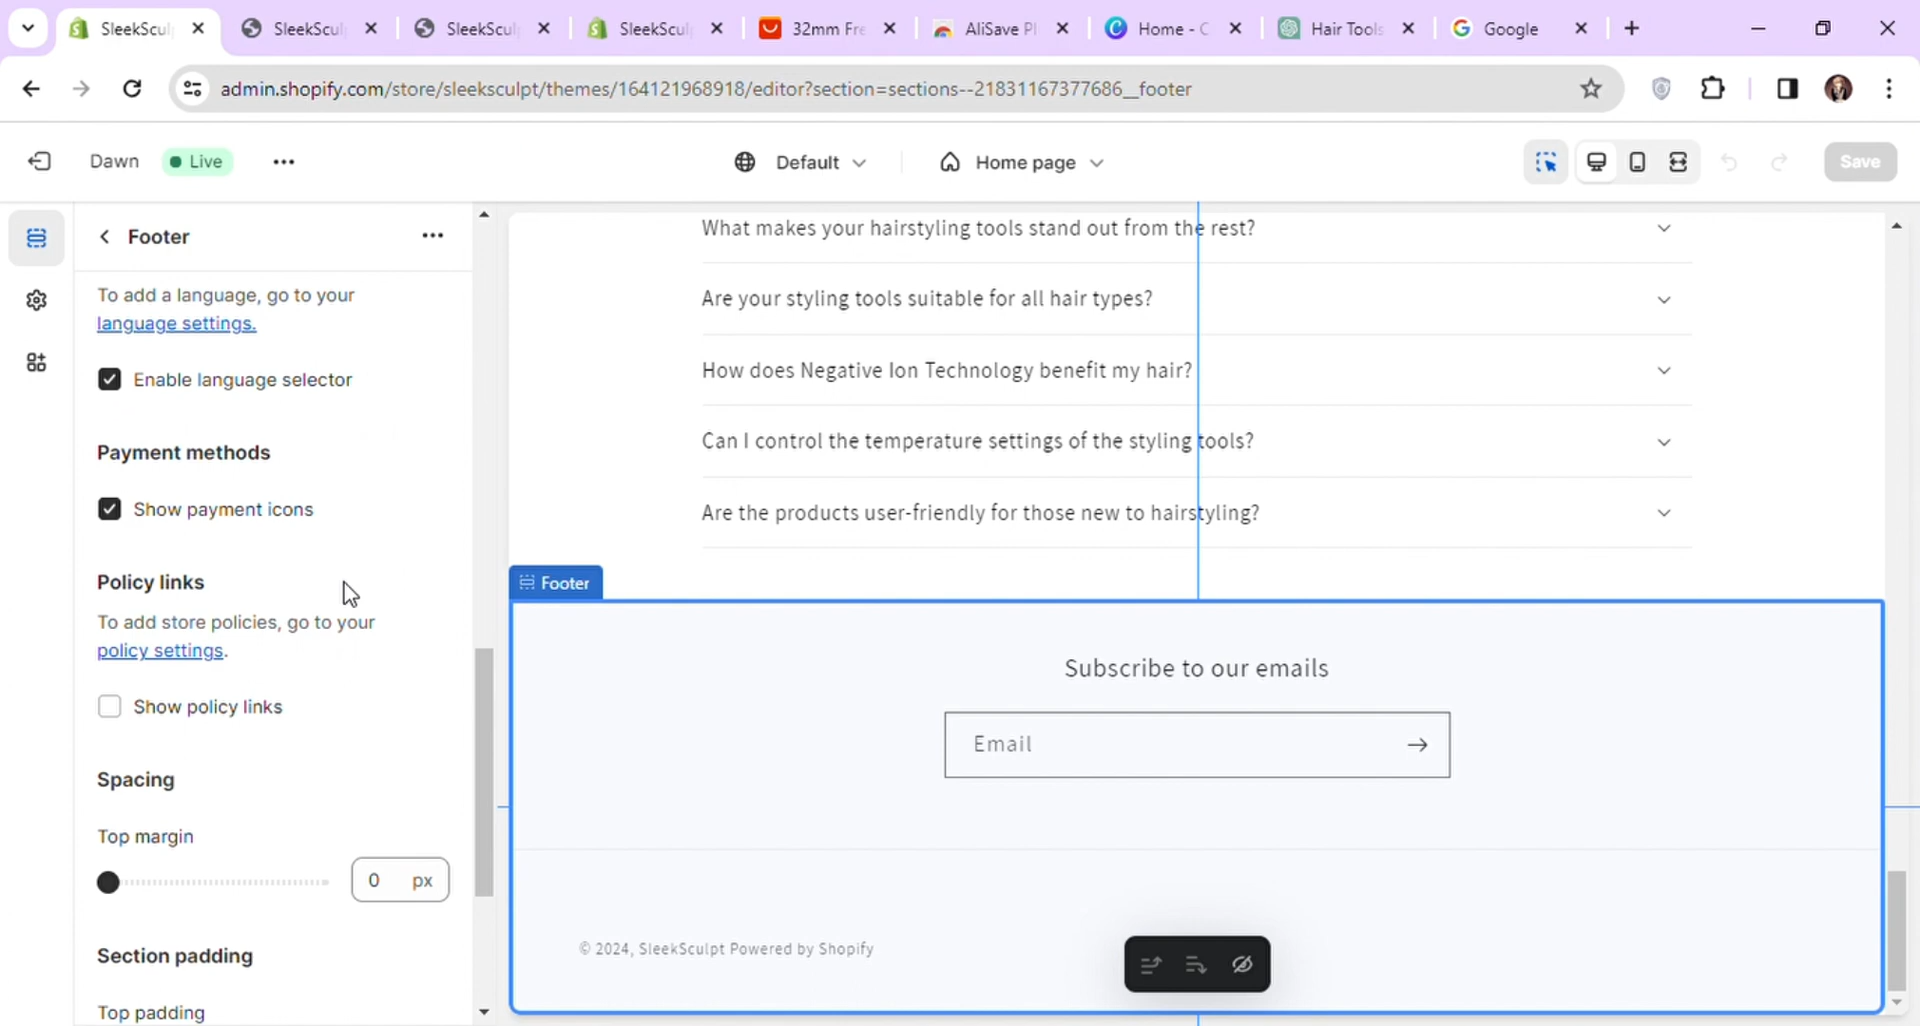 SleekScul
SleekScul
SleekScul
SleekScul
32mm Fre
AliSave Pl
Home - C
Hair Tools
Google
admin.shopify.com/store/sleeksculpt/themes/164121968918/editor?section=sections--21831167377686__footer
Dawn
Live
Default
Home page
Save
Footer
To add a language, go to your
language settings.
Enable language selector
Payment methods
Show payment icons
Policy links
To add store policies, go to your
policy settings.
Show policy links
Spacing
Top margin
0 px
Section padding
Top padding
What makes your hairstyling tools stand out from the rest?
Are your styling tools suitable for all hair types?
How does Negative Ion Technology benefit my hair?
Can I control the temperature settings of the styling tools?
Are the products user-friendly for those new to hairstyling?
Footer
Subscribe to our emails
Email
© 2024, SleekSculpt Powered by Shopify